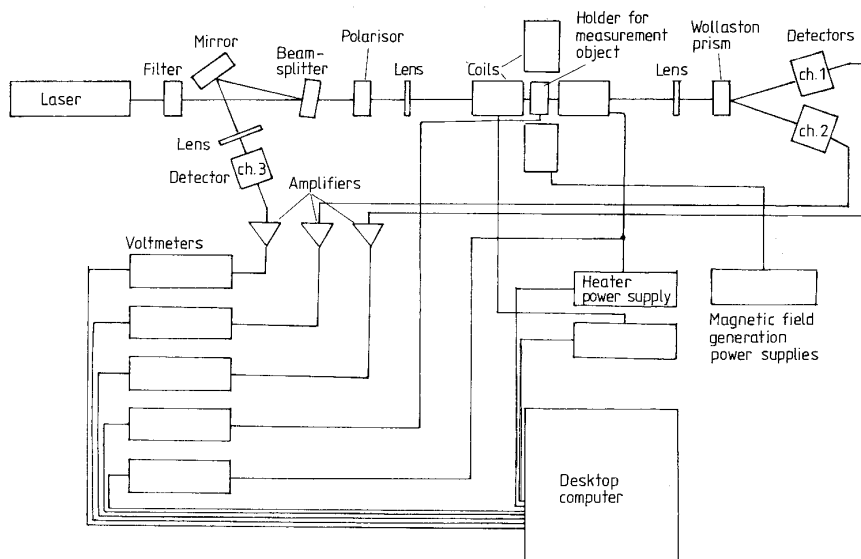 Mirror
Filter
Beam-
splitter
Polarisor
Lens
Coils
Holder for
measurement
object
Lens
Wollaston
prism
Detectors
Laser
ch.1
ch.2
Lens
Detector
ch.3
Amplifiers
Voltmeters
Heater
power supply
Magnetic field
generation
power supplies
Desktop
computer